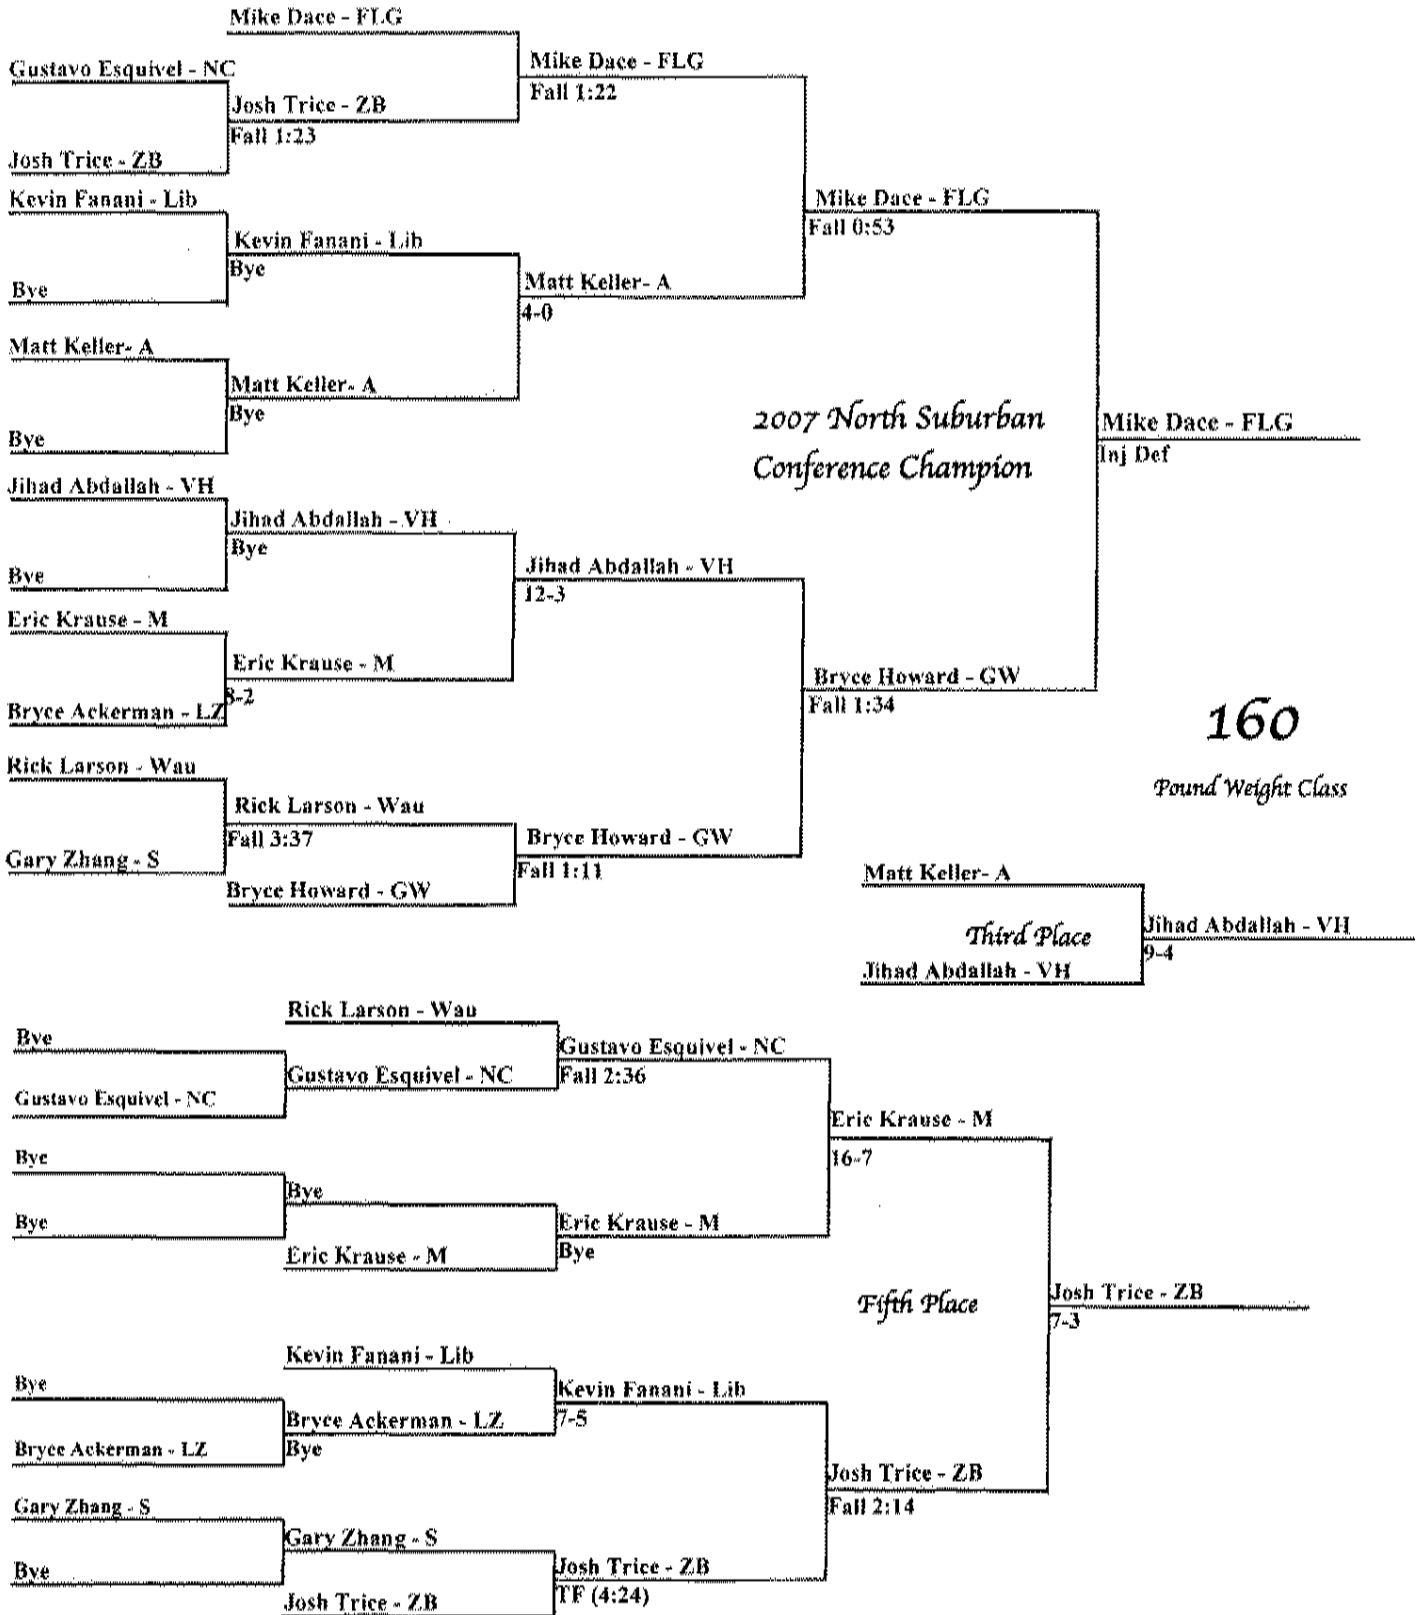 Mike Dace - FLG
Gustavo Esquivel - NC
Mike Dace - FLG
Fall 1:22
Josh Trice - ZB
Fall 1:23
Josh Trice - ZB
Kevin Fanani - Lib
Mike Dace - FLG
Fall 0:53
Kevin Fanani - Lib
Bye
Bye
Matt Keller- A
4-0
Matt Keller- A
Matt Keller- A
Bye
Bye
2007 North Suburban
Conference Champion
Mike Dace - FLG
Inj Def
Jihad Abdallah - VH
Jihad Abdallah - VH
Bye
Bye
Jihad Abdallah - VH
12-3
Eric Krause - M
Eric Krause - M
8-2
Bryce Ackerman - LZ
Bryce Howard - GW
Fall 1:34
160
Pound Weight Class
Rick Larson - Wau
Rick Larson - Wau
Fall 3:37
Gary Zhang - S
Bryce Howard - GW
Fall 1:11
Bryce Howard - GW
Matt Keller- A
Third Place
Jihad Abdallah - VH
9-4
Jihad Abdallah - VH
Rick Larson - Wau
Bye
Gustavo Esquivel - NC
Fall 2:36
Gustavo Esquivel - NC
Gustavo Esquivel - NC
Eric Krause - M
16-7
Bye
Bye
Bye
Eric Krause - M
Bye
Eric Krause - M
Fifth Place
Josh Trice - ZB
7-3
Kevin Fanani - Lib
Bye
Kevin Fanani - Lib
7-5
Bryce Ackerman - LZ
Bye
Bryce Ackerman - LZ
Josh Trice - ZB
Fall 2:14
Gary Zhang - S
Gary Zhang - S
Bye
Josh Trice - ZB
TF (4:24)
Josh Trice - ZB